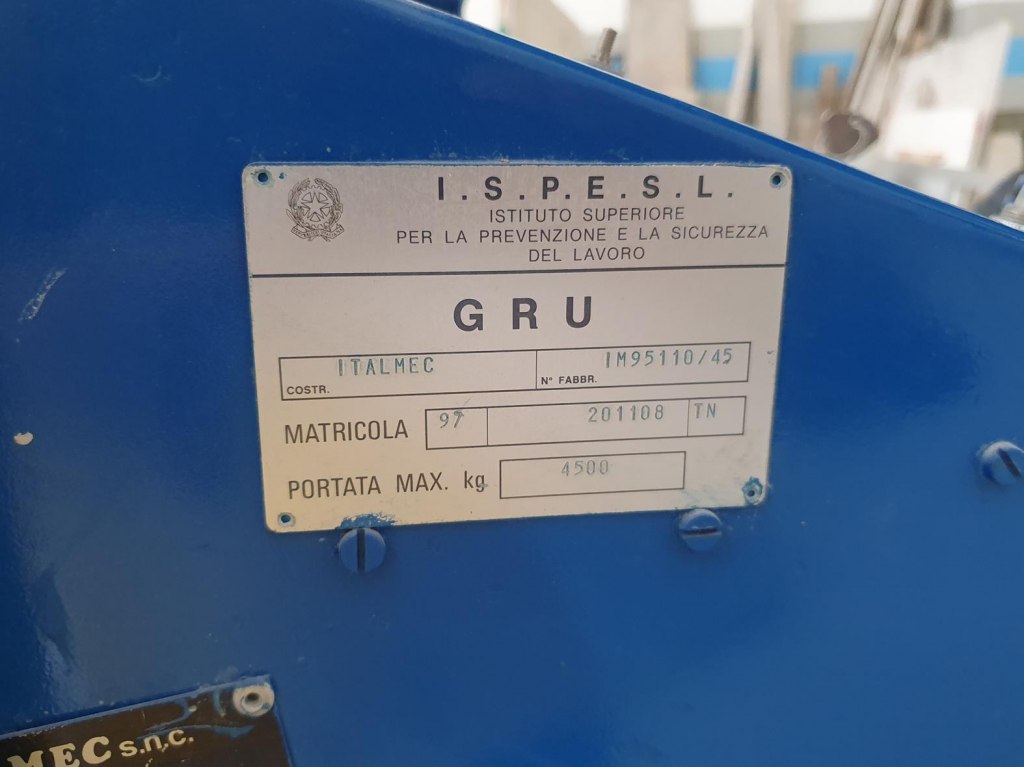 I.S.P.E.S.L.
ISTITUTO SUPERIORE
PER LA PREVENZIONE E LA SICUREZZA
DEL LAVORO
GRU
COSTR. ITALMEC N° FABBR. IM95110/45
MATRICOLA 97 201108 TN
PORTATA MAX. kg 4500
MEC s.n.c.